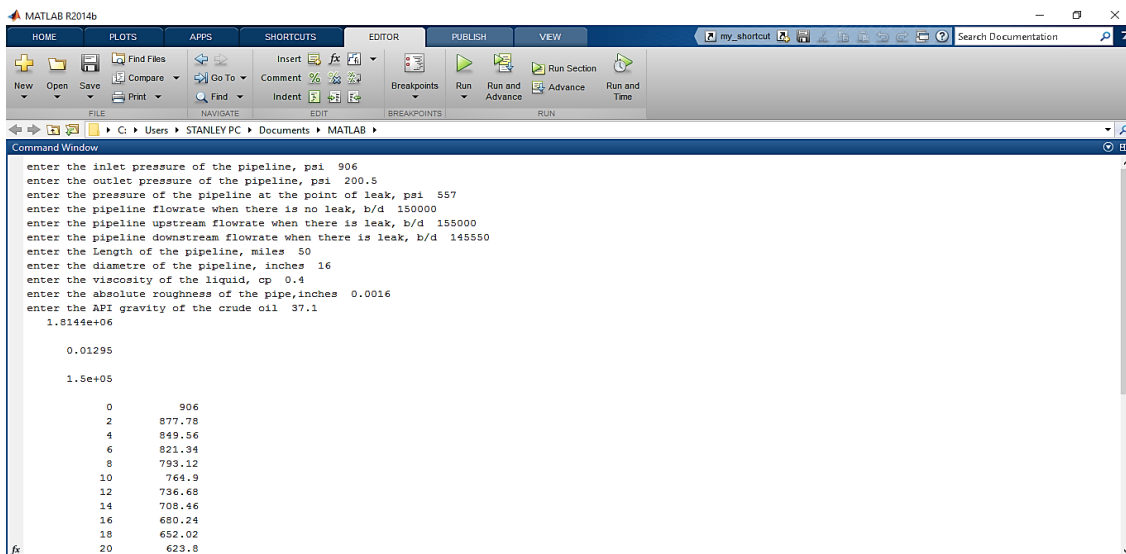 MATLAB R2014b
HOME PLOTS APPS SHORTCUTS EDITOR PUBLISH VIEW my_shortcut Search Documentation
New Open Save Find Files Compare Print
FILE
Go To Find
NAVIGATE
Insert fx
Comment
Indent
EDIT
Breakpoints
BREAKPOINTS
Run Run and Advance Run Section Advance Run and Time
RUN
C: Users STANLEY PC Documents MATLAB
Command Window
enter the inlet pressure of the pipeline, psi 906
enter the outlet pressure of the pipeline, psi 200.5
enter the pressure of the pipeline at the point of leak, psi 557
enter the pipeline flowrate when there is no leak, b/d 150000
enter the pipeline upstream flowrate when there is leak, b/d 155000
enter the pipeline downstream flowrate when there is leak, b/d 145550
enter the Length of the pipeline, miles 50
enter the diametre of the pipeline, inches 16
enter the viscosity of the liquid, cp 0.4
enter the absolute roughness of the pipe,inches 0.0016
enter the API gravity of the crude oil 37.1
1.8144e+06
0.01295
1.5e+05
0 906
2 877.78
4 849.56
6 821.34
8 793.12
10 764.9
12 736.68
14 708.46
16 680.24
18 652.02
20 623.8
fx